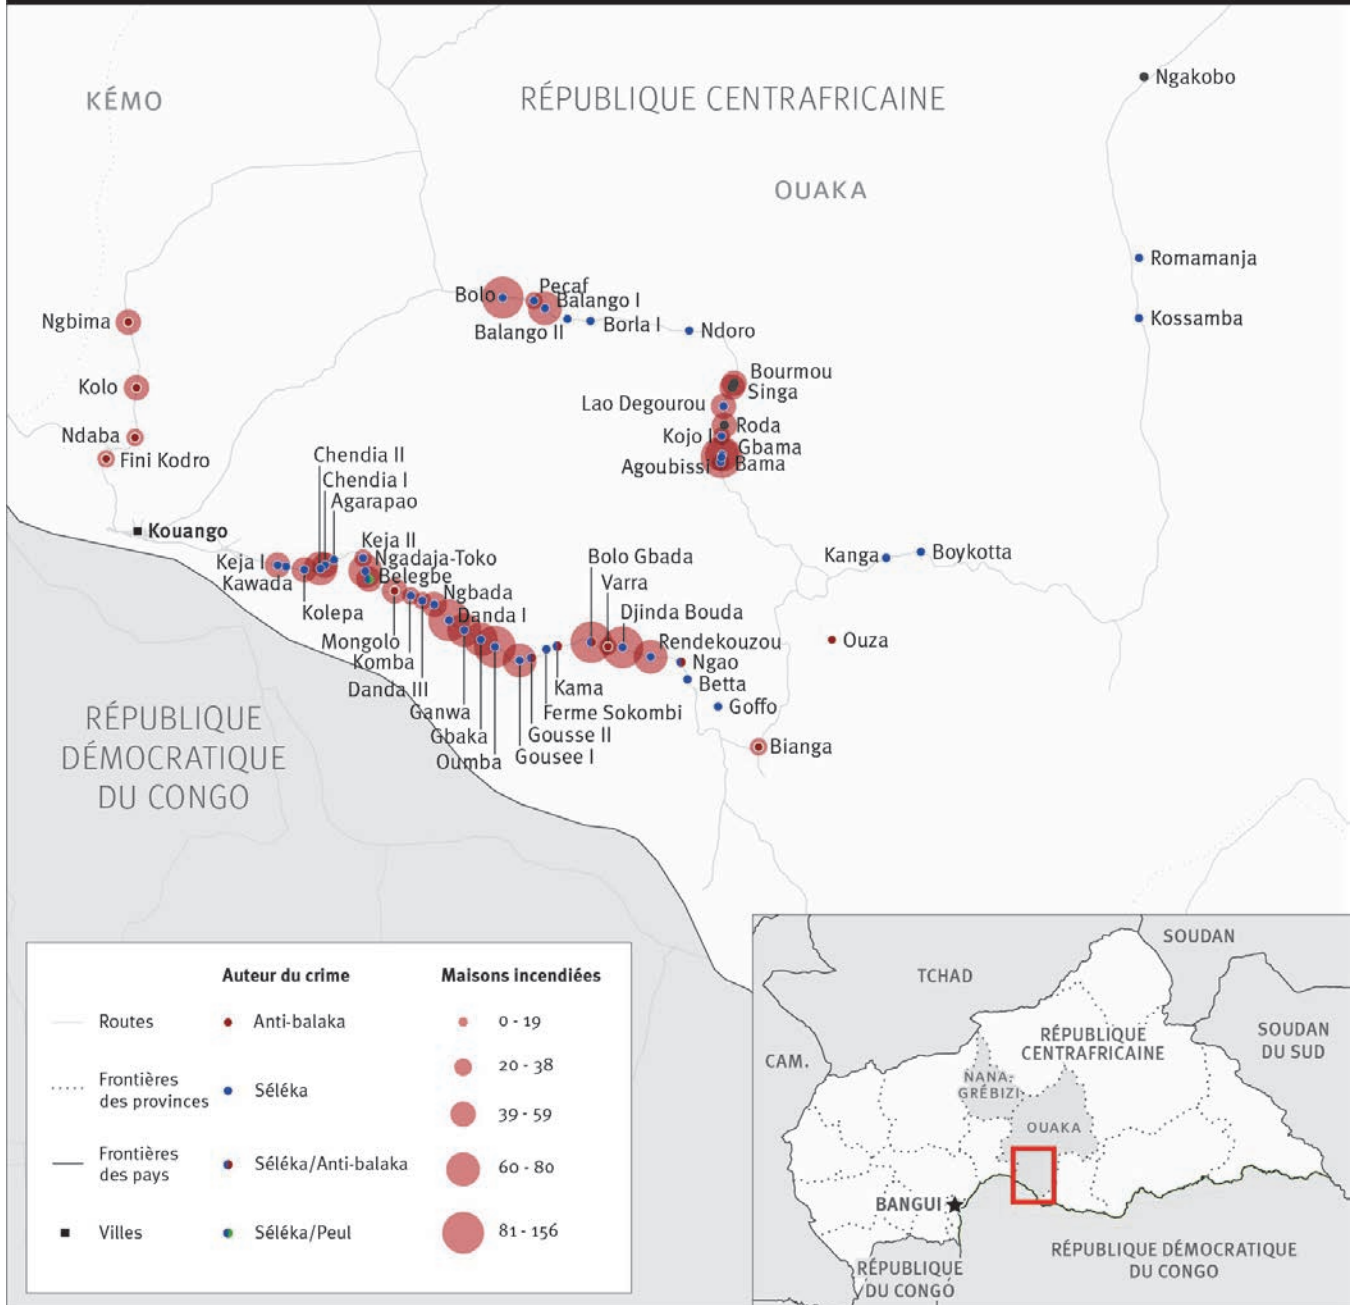 KÉMO
RÉPUBLIQUE CENTRAFRICAINE
OUAKA
Ngakobo
Romamanja
Kossamba
Bolo
Pecaf
Balango I
Balango II
Borla I
Ndoro
Ngbima
Kolo
Ndaba
Fini Kodro
Bourmou
Singa
Lao Degourou
Roda
Kojo I
Gbama
Agoubissi
Bama
Chendia II
Chendia I
Agarapao
Kouango
Keja II
Keja I
Ngadaja-Toko
Kawada
Belegbe
Kolepa
Ngbada
Danda I
Mongolo
Komba
Danda III
Ganwa
Gbaka
Oumba
Bolo Gbada
Varra
Djinda Bouda
Rendekouzou
Ngao
Kama
Betta
Ferme Sokombi
Goffo
Gousse II
Gousee I
Bianga
Kanga
Boykotta
Ouza
RÉPUBLIQUE
DÉMOCRATIQUE
DU CONGO
Auteur du crime
Maisons incendiées
Routes
Anti-balaka
0 - 19
Frontières
des provinces
Séléka
20 - 38
39 - 59
Frontières
des pays
Séléka/Anti-balaka
60 - 80
Villes
Séléka/Peul
81 - 156
SOUDAN
TCHAD
SOUDAN
DU SUD
CAM.
RÉPUBLIQUE
CENTRAFRICAINE
NANA-
GRÉBIZI
OUAKA
BANGUI
RÉPUBLIQUE
DU CONGO
RÉPUBLIQUE DÉMOCRATIQUE
DU CONGO